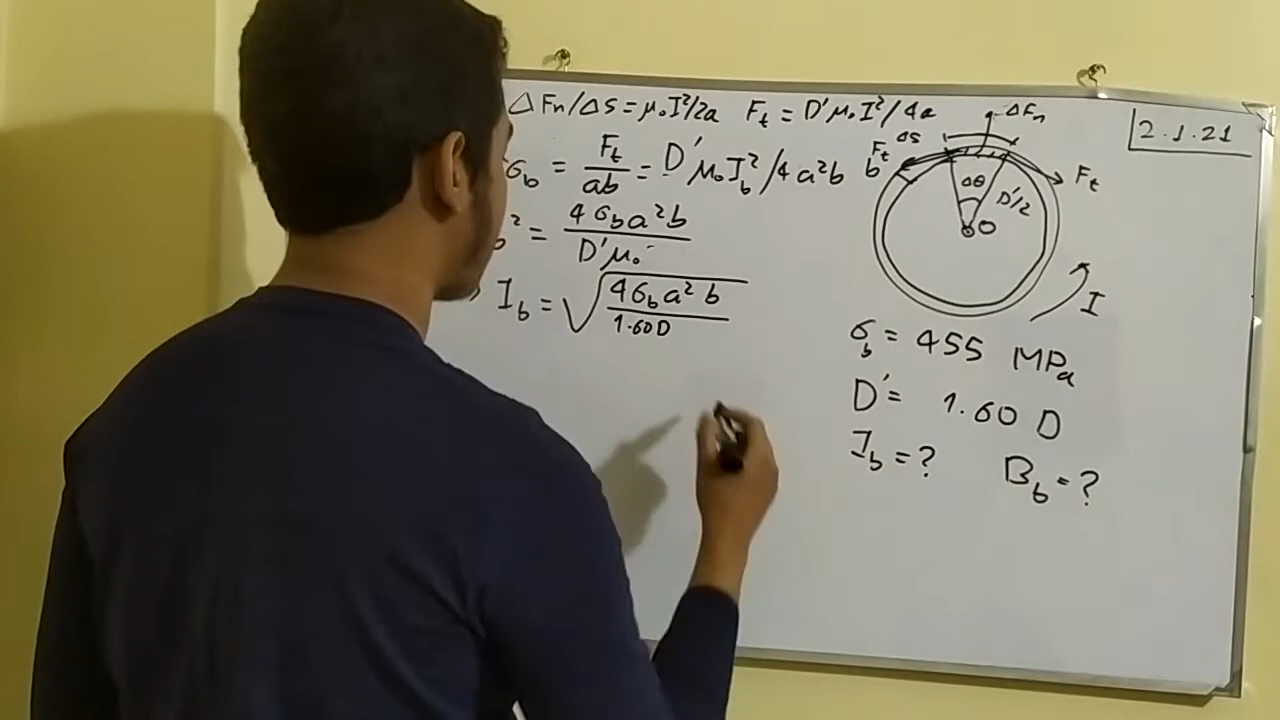 ΔFn/Δs = μ₀I²/2a Ft = D'μ₀I²/4a
σb = Ft/ab = D'μ₀Ib²/4a²b
² = 4σba²b / D'μ₀
Ib = √(4σba²b / 1.60D)
2.1.21
ΔFn
Δs
Ft
b
Δθ
D'/2
Ft
O
I
σb = 455 MPa
D' = 1.60 D
Ib = ? Bb = ?